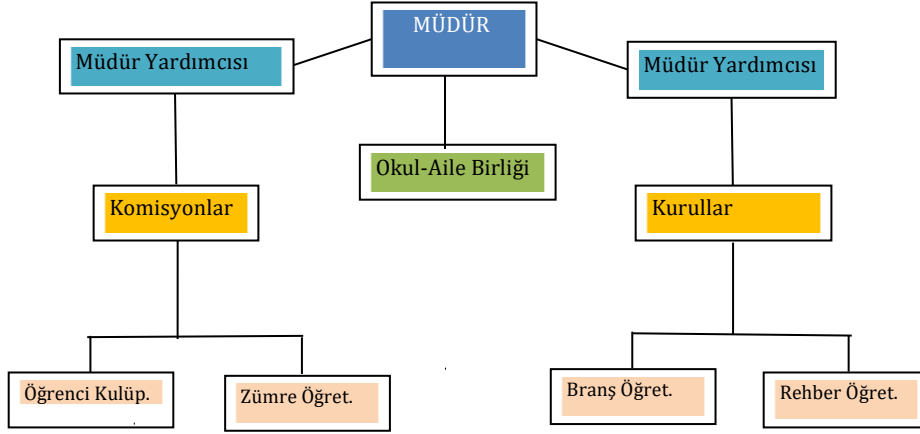 MÜDÜR
Müdür Yardımcısı
Müdür Yardımcısı
Okul-Aile Birliği
Komisyonlar
Kurullar
Öğrenci Kulüp.
Zümre Öğret.
Branş Öğret.
Rehber Öğret.